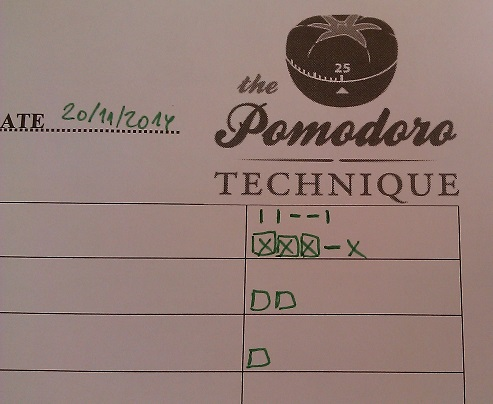 25
the
ATE 20/11/2014
Pomodoro
TECHNIQUE